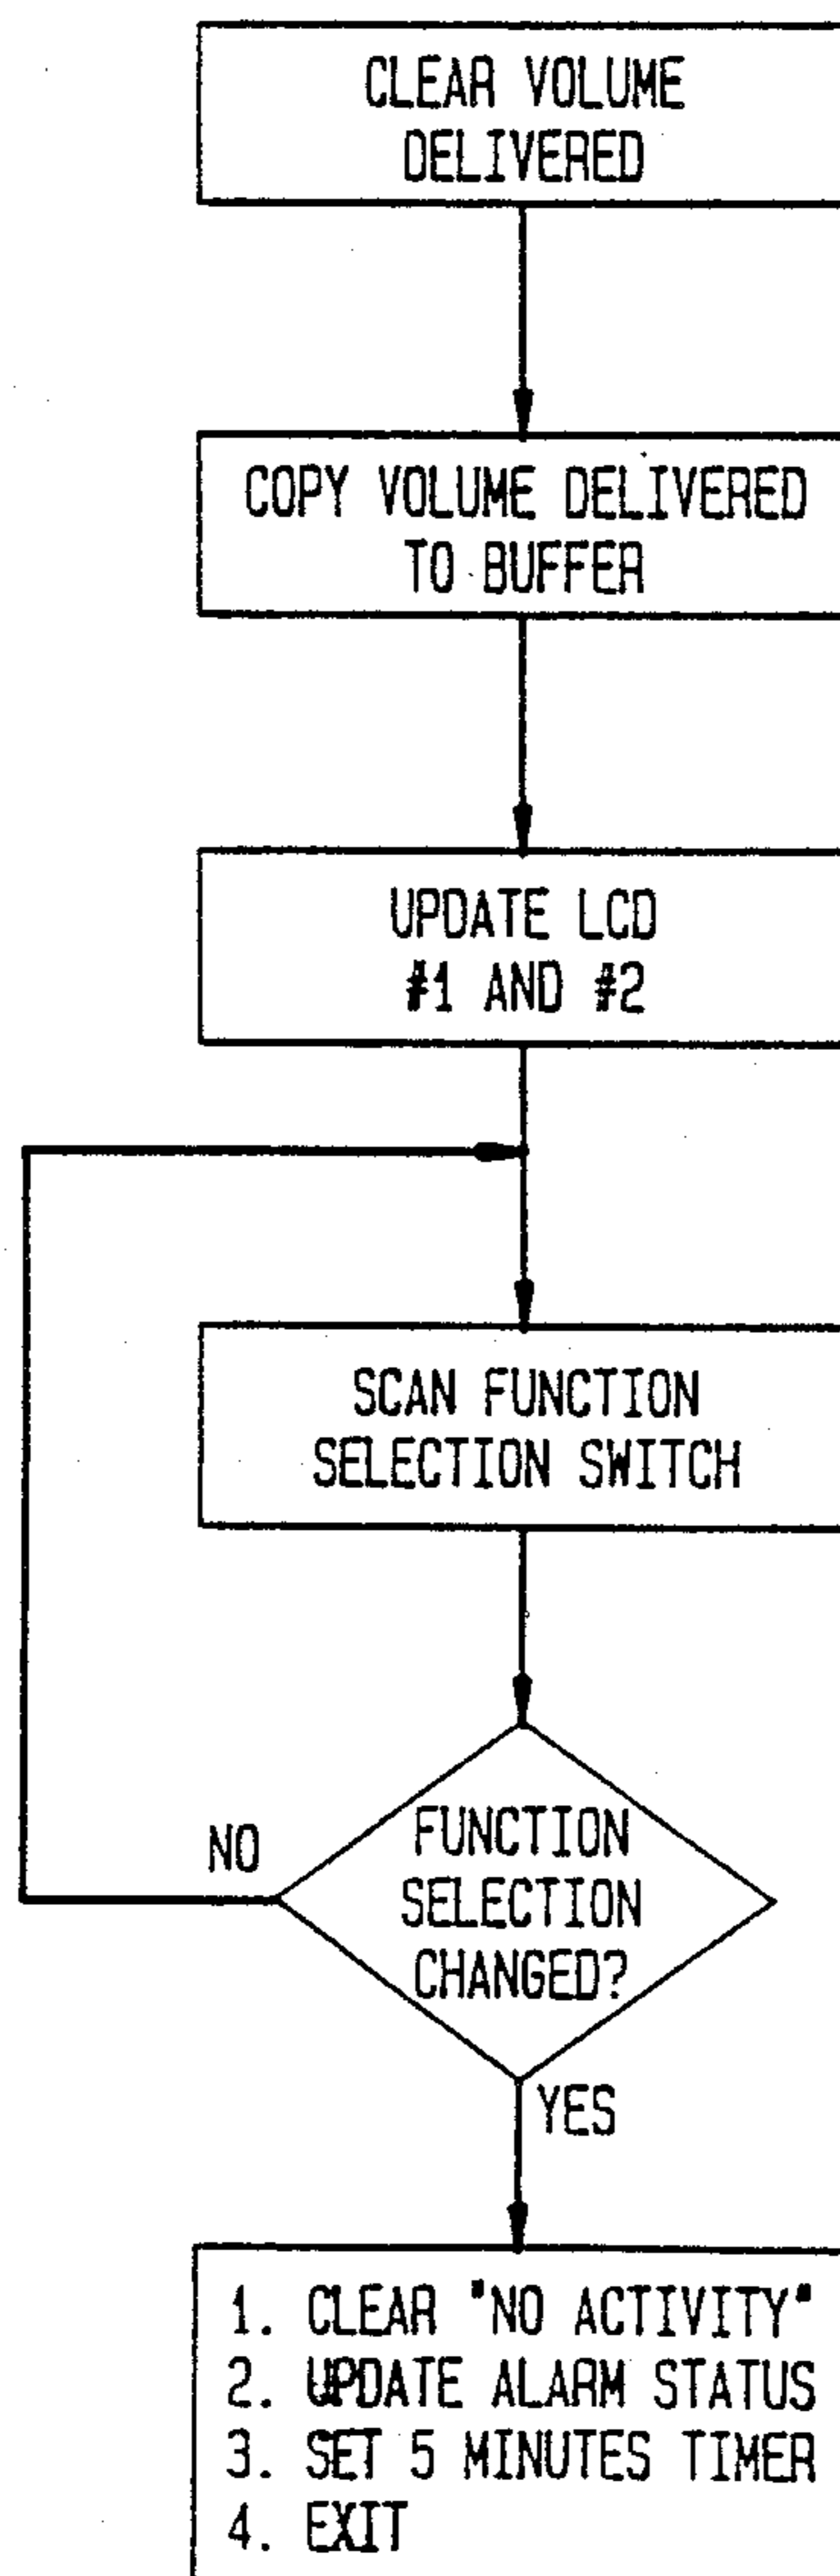 CLEAR VOLUME
DELIVERED
COPY VOLUME DELIVERED
TO BUFFER
UPDATE LCD
#1 AND #2
SCAN FUNCTION
SELECTION SWITCH
FUNCTION
SELECTION
CHANGED?
NO
YES
1. CLEAR "NO ACTIVITY"
2. UPDATE ALARM STATUS
3. SET 5 MINUTES TIMER
4. EXIT